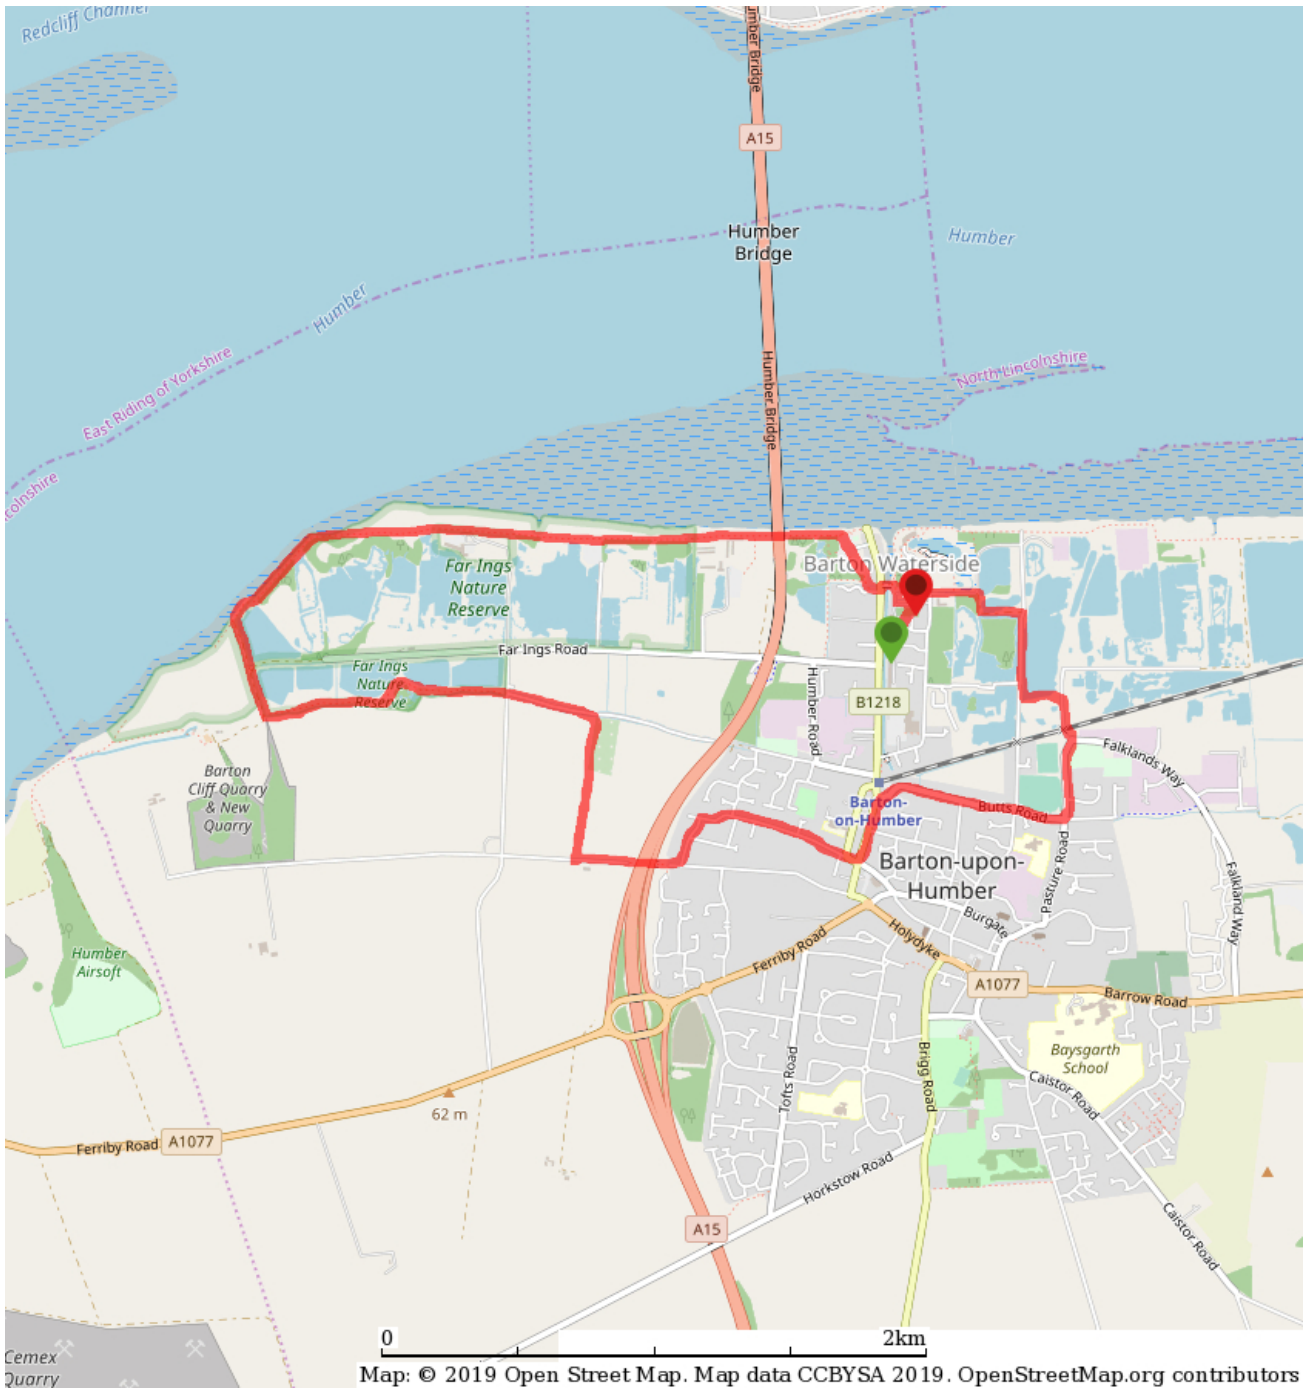 Redcliff Channel
umber Bridge
A15
Humber
Bridge
Humber
Humber
East Riding of Yorkshire
Humber Bridge
North Lincolnshire
colnshire
Barton Waterside
Far Ings
Nature
Reserve
Far Ings Road
Far Ings
Nature
Reserve
Humber Road
B1218
Falklands Way
Barton
Cliff Quarry
& New
Quarry
Barton-
on-Humber
Butts Road
Barton-upon-
Humber
Pasture Road
Falkland Way
Burgate
Holydyke
Ferriby Road
Humber
Airsoft
A1077
Barrow Road
Baysgarth
School
Tofts Road
Brigg Road
Caistor Road
62 m
Ferriby Road
A1077
Horkstow Road
Caistor Road
A15
Cemex
Quarry
0
2km
Map: © 2019 Open Street Map. Map data CCBYSA 2019. OpenStreetMap.org contributors